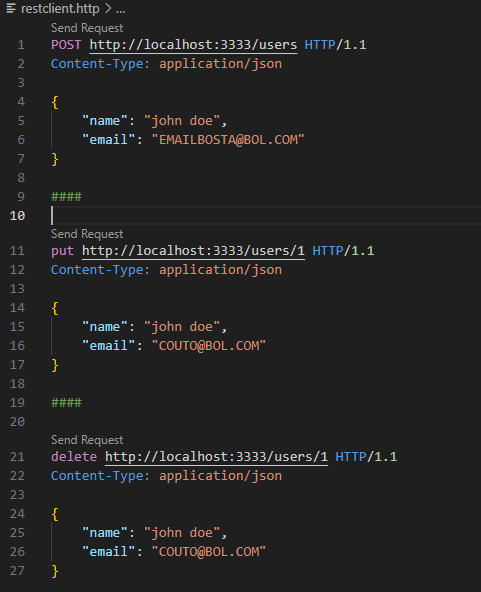 restclient.http > ...
Send Request
1 POST http://localhost:3333/users HTTP/1.1
2 Content-Type: application/json
3
4 {
5     "name": "john doe",
6     "email": "EMAILBOSTA@BOL.COM"
7 }
8
9 ####
10
Send Request
11 put http://localhost:3333/users/1 HTTP/1.1
12 Content-Type: application/json
13
14 {
15     "name": "john doe",
16     "email": "COUTO@BOL.COM"
17 }
18
19 ####
20
Send Request
21 delete http://localhost:3333/users/1 HTTP/1.1
22 Content-Type: application/json
23
24 {
25     "name": "john doe",
26     "email": "COUTO@BOL.COM"
27 }